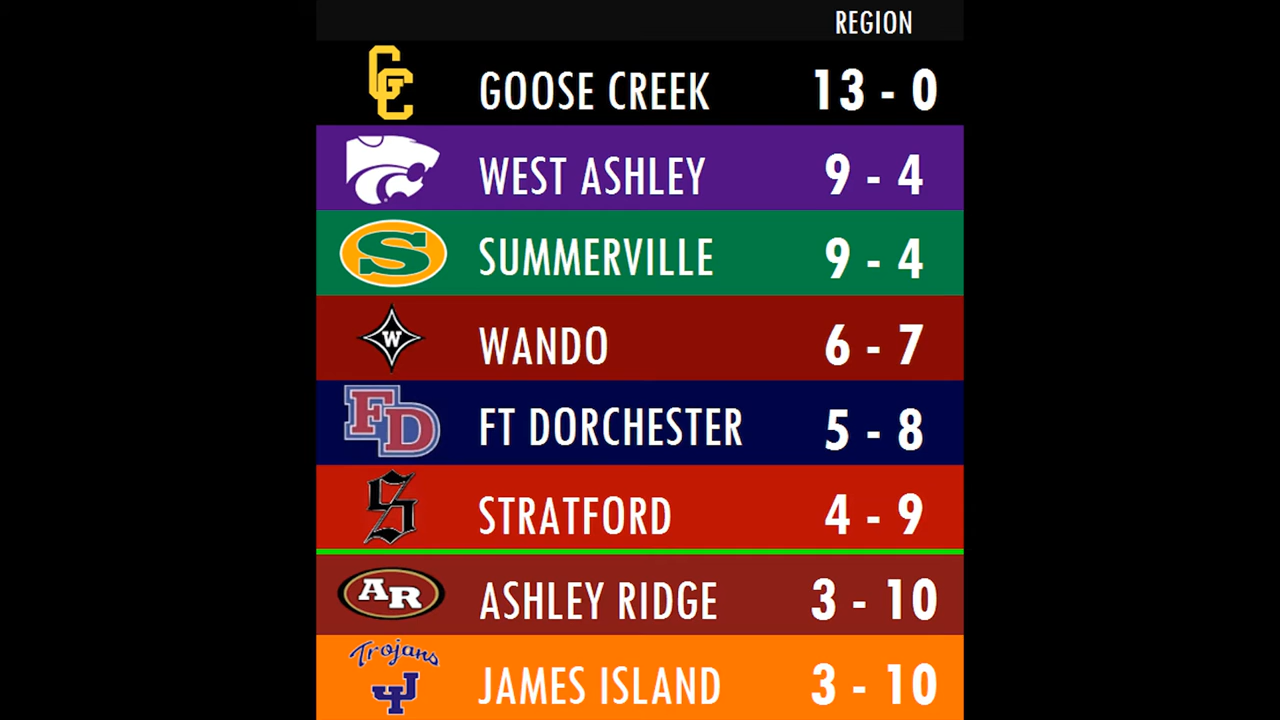 REGION
GC GOOSE CREEK 13 - 0
WEST ASHLEY 9 - 4
S SUMMERVILLE 9 - 4
W WANDO 6 - 7
FD FT DORCHESTER 5 - 8
S STRATFORD 4 - 9
AR ASHLEY RIDGE 3 - 10
Trojans
JI JAMES ISLAND 3 - 10